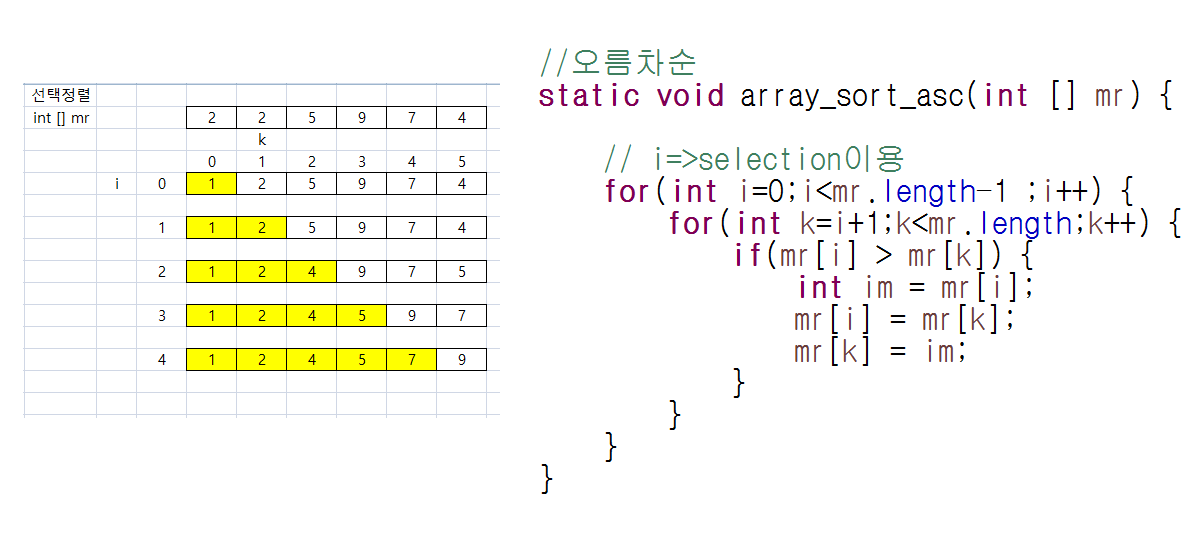 선택정렬
int [] mr 2 2 5 9 7 4
k
0 1 2 3 4 5
i 0 1 2 5 9 7 4
1 1 2 5 9 7 4
2 1 2 4 9 7 5
3 1 2 4 5 9 7
4 1 2 4 5 7 9
//오름차순
static void array_sort_asc(int [] mr) {
// i=>selection이용
for(int i=0;i<mr.length-1 ;i++) {
for(int k=i+1;k<mr.length;k++) {
if(mr[i] > mr[k]) {
int im = mr[i];
mr[i] = mr[k];
mr[k] = im;
}
}
}
}